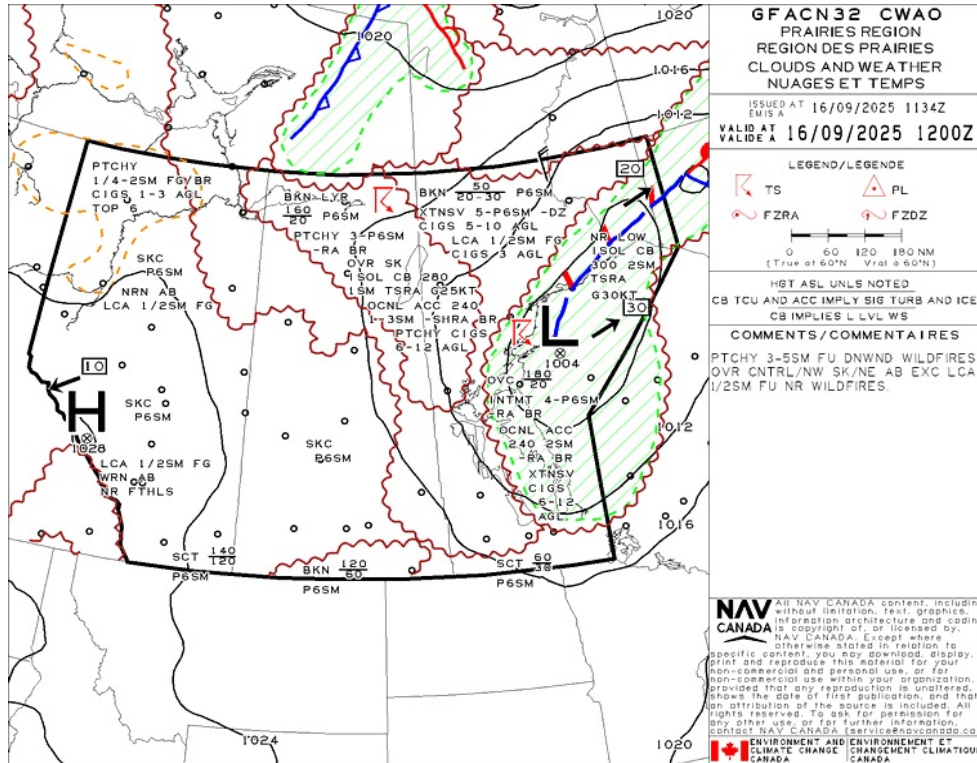 GFACN32 CWAO
PRAIRIES REGION
REGION DES PRAIRIES
CLOUDS AND WEATHER
NUAGES ET TEMPS
ISSUED AT 16/09/2025 1134Z
EMIS A
VALID AT 16/09/2025 1200Z
VALIDE A
LEGEND/LÉGENDE
TS
PL
FZRA
FZDZ
0 60 120 180 NM
(True at 60°N Vrai à 60°N)
HGT ASL UNLS NOTED
CB TCU AND ACC IMPLY SIG TURB AND ICE
CB IMPLIES L LVL WS
COMMENTS/COMMENTAIRES
PTCHY 3-5SM FU DNWND WILDFIRES
OVR CNTRL/NW SK/NE AB EXC LCA
1/2SM FU NR WILDFIRES.
1020
1020
1016
1012
PTCHY
1/4-2SM FG/BR
CIGS 1-3 AGL
TOP 6
SKC
P6SM
NRN AB
LCA 1/2SM FG
BKN LYR
160
20
P6SM
PTCHY 3-P6SM
-RA BR
OVR SK
ISOL CB 280
1SM TSRA G25KT
OCNL ACC 240
1-3SM -SHRA BR
PTCHY CIGS
6-12 AGL
BKN
50
20-30
P6SM
XTNSV 5-P6SM -DZ
CIGS 5-10 AGL
LCA 1/2SM FG
CIGS 3 AGL
20
NR LOW
ISOL CB
300 2SM
TSRA
G30KT
30
L
1004
10
H
1028
SKC
P6SM
LCA 1/2SM FG
WRN AB
NR FTHLS
SKC
P6SM
OVC
180
20
INTMT 4-P6SM
-RA BR
OCNL ACC
240 2SM
-RA BR
XTNSV
CIGS
6-12
AGL
1012
1016
SCT
140
120
P6SM
BKN
120
60
P6SM
SCT
60
30
P6SM
1024
1020
NAV
CANADA
All NAV CANADA content, includin
without limitation, text, graphics,
information architecture and codin
is copyright of, or licensed by,
NAV CANADA. Except where
otherwise stated in relation to
specific content, you may download, display,
print and reproduce this material for your
non-commercial and personal use, or for
non-commercial use within your organization,
provided that any reproduction is unaltered,
shows the date of first publication, and that
an attribution of the source is included. All
rights reserved. To ask for permission for
any other use, or for further information,
contact NAV CANADA (service@navcanada.ca
ENVIRONMENT AND
CLIMATE CHANGE
CANADA
ENVIRONNEMENT ET
CHANGEMENT CLIMATIQU
CANADA